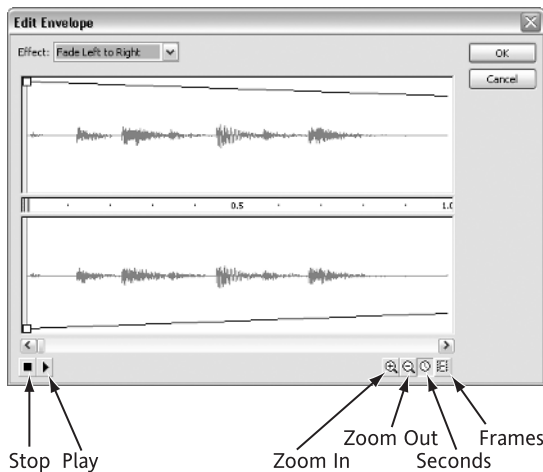 Edit Envelope
Effect: Fade Left to Right
OK
Cancel
0.5
1.0
Stop Play
Zoom In
Zoom Out
Seconds
Frames